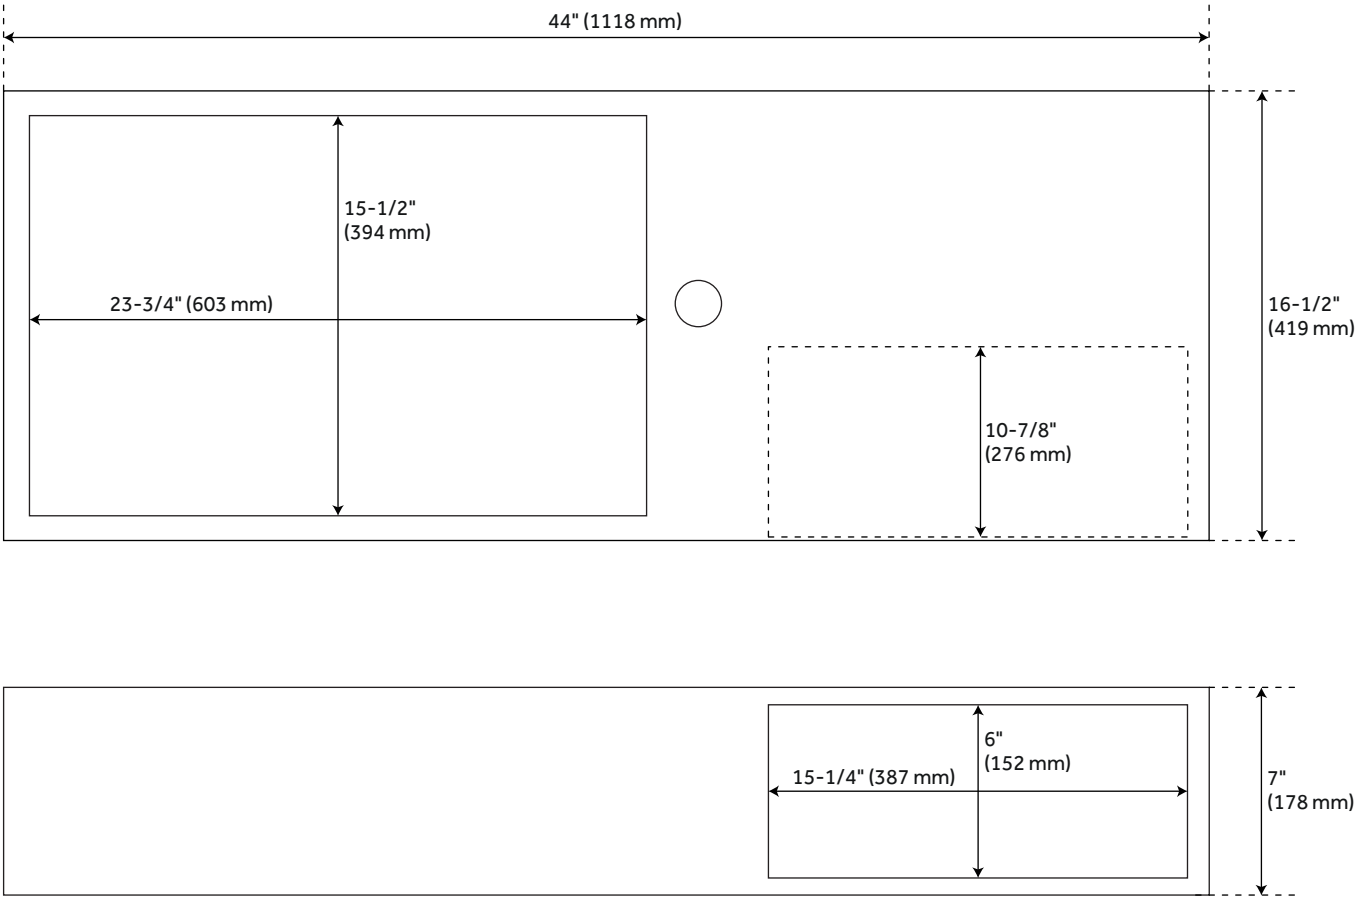 44" (1118 mm)
15-1/2"
(394 mm)
23-3/4" (603 mm)
16-1/2"
(419 mm)
10-7/8"
(276 mm)
6"
(152 mm)
15-1/4" (387 mm)
7"
(178 mm)